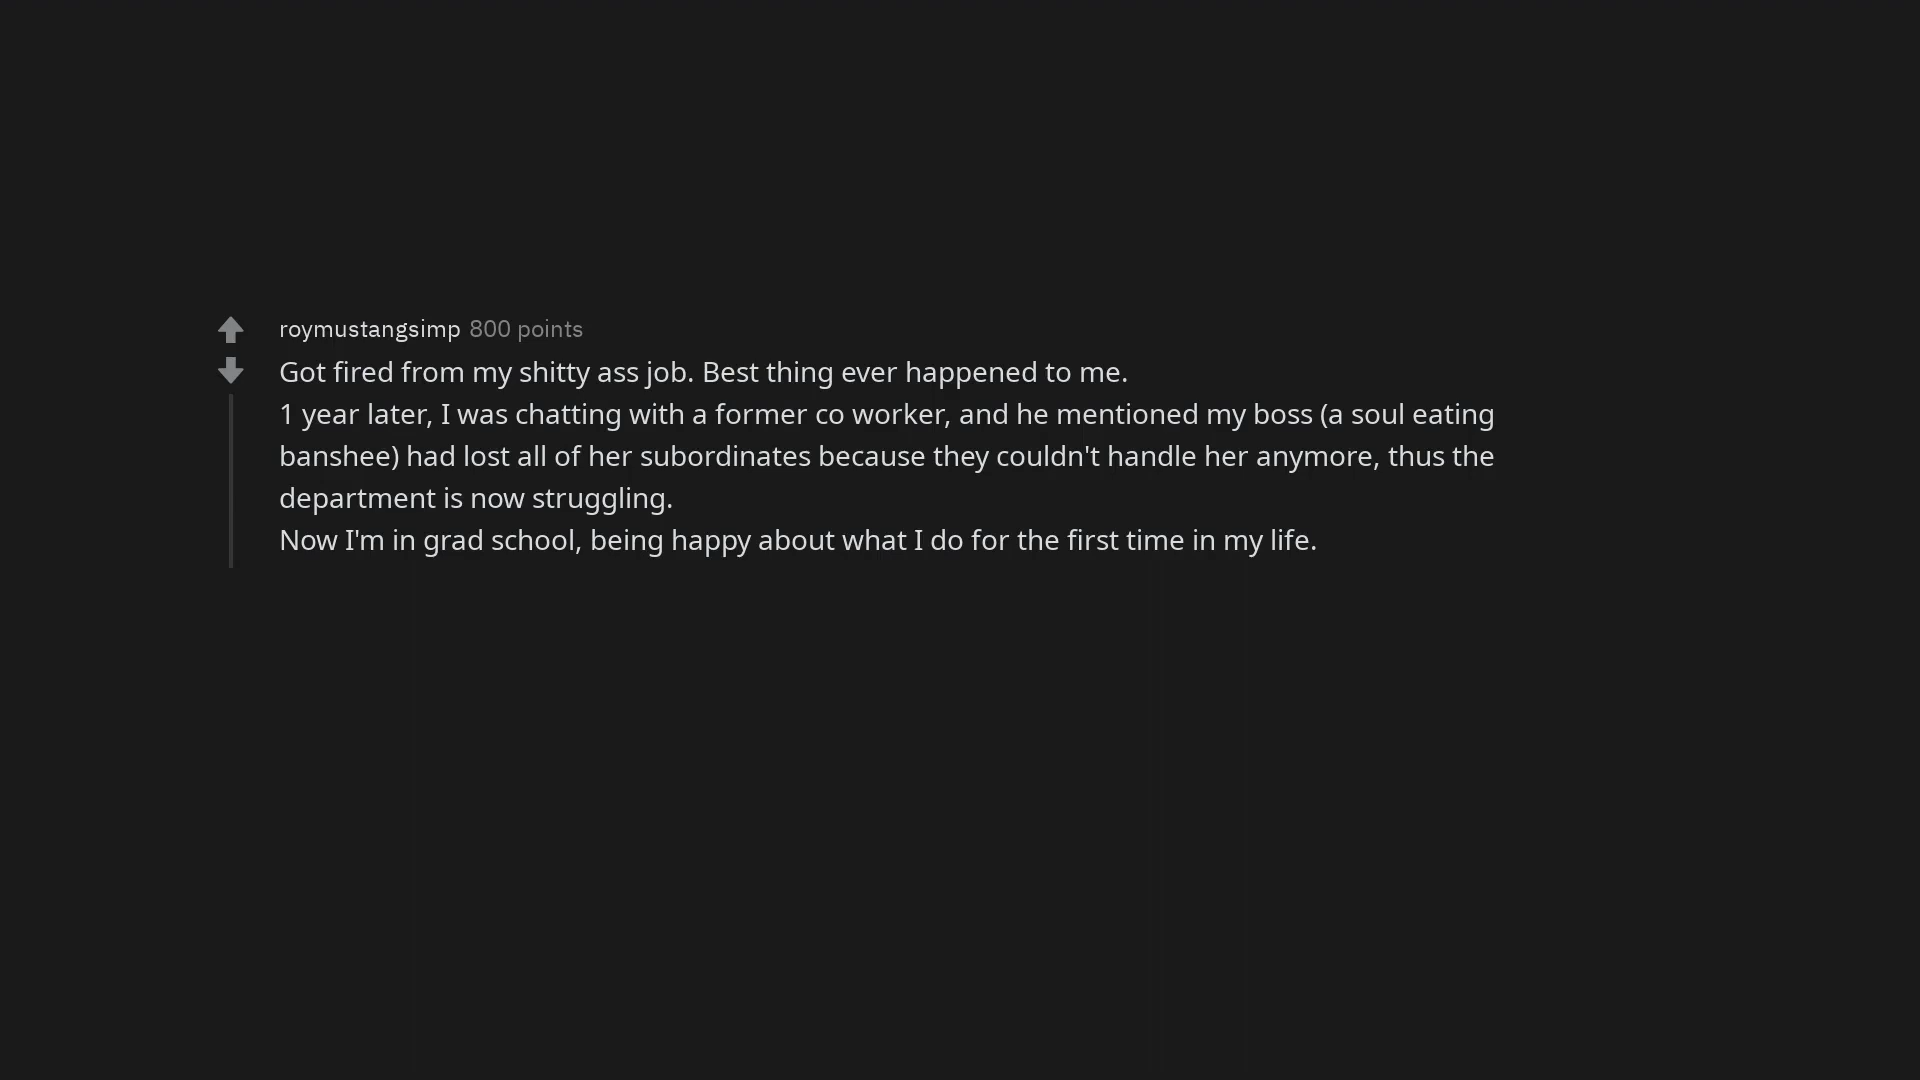 roymustangsimp 800 points
Got fired from my shitty ass job. Best thing ever happened to me.
1 year later, I was chatting with a former co worker, and he mentioned my boss (a soul eating
banshee) had lost all of her subordinates because they couldn't handle her anymore, thus the
department is now struggling.
Now I'm in grad school, being happy about what I do for the first time in my life.